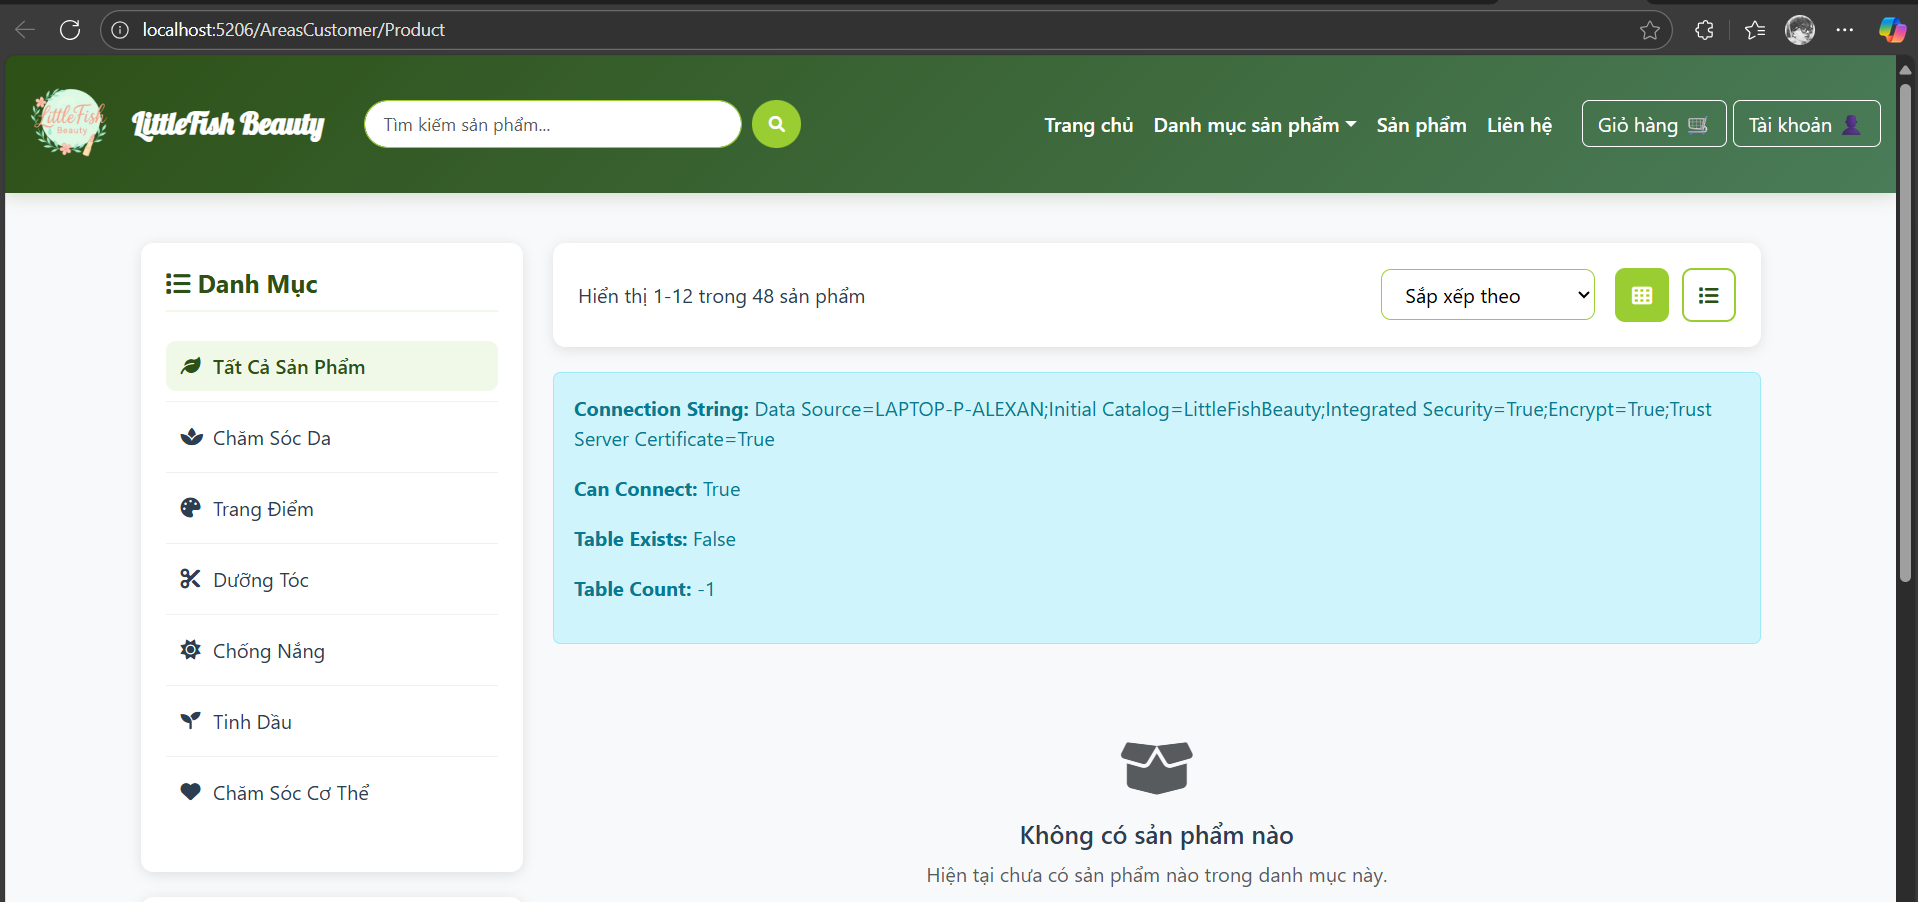 localhost:5206/AreasCustomer/Product
LittleFish
Beauty
LittleFish Beauty
Tìm kiếm sản phẩm...
Trang chủ
Danh mục sản phẩm
Sản phẩm
Liên hệ
Giỏ hàng
Tài khoản
Danh Mục
Tất Cả Sản Phẩm
Chăm Sóc Da
Trang Điểm
Dưỡng Tóc
Chống Nắng
Tinh Dầu
Chăm Sóc Cơ Thể
Hiển thị 1-12 trong 48 sản phẩm
Sắp xếp theo
Connection String: Data Source=LAPTOP-P-ALEXAN;Initial Catalog=LittleFishBeauty;Integrated Security=True;Encrypt=True;Trust
Server Certificate=True
Can Connect: True
Table Exists: False
Table Count: -1
Không có sản phẩm nào
Hiện tại chưa có sản phẩm nào trong danh mục này.